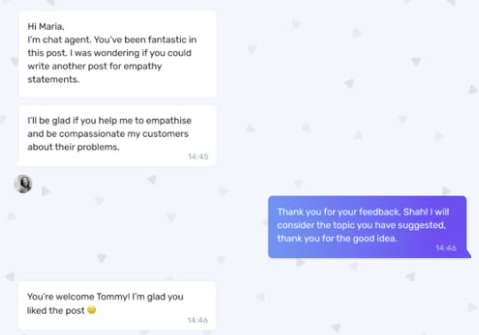 Hi Maria,
I'm chat agent. You've been fantastic in
this post. I was wondering if you could
write another post for empathy
statements.
I'll be glad if you help me to empathise
and be compassionate my customers
about their problems.
14:45
Thank you for your feedback, Shah! I will
consider the topic you have suggested,
thank you for the good idea.
14:46
You're welcome Tommy! I'm glad you
liked the post 😊
14:46